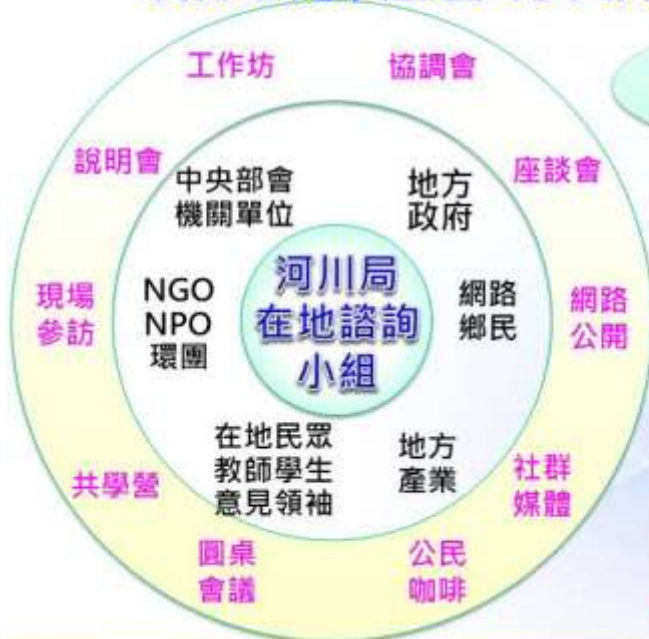 工作坊
協調會
說明會
座談會
中央部會
機關單位
地方
政府
現場
參訪
NGO
NPO
環團
河川局
在地諮詢
小組
網路
鄉民
網路
公開
在地民眾
教師學生
意見領袖
地方
產業
共學營
社群
媒體
圓桌
會議
公民
咖啡